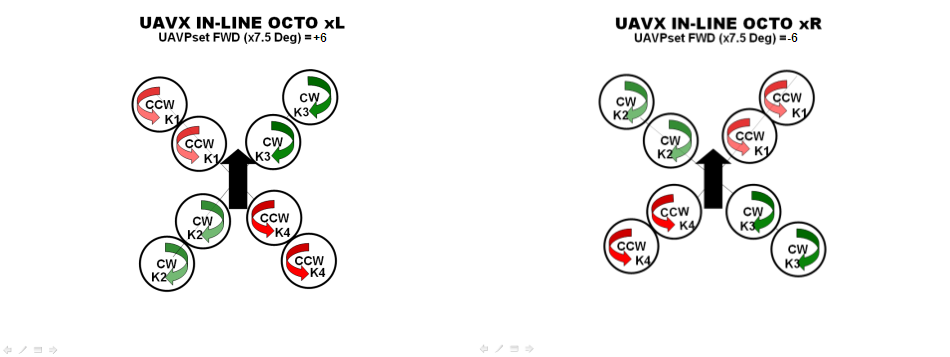 UAVX IN-LINE OCTO xL
UAVPset FWD (x7.5 Deg) =+6
CCW
K1
CCW
K1
CW
K3
CW
K3
CW
K2
CW
K2
CCW
K4
CCW
K4
UAVX IN-LINE OCTO xR
UAVPset FWD (x7.5 Deg) =-6
CW
K2
CW
K2
CCW
K1
CCW
K1
CCW
K4
CCW
K4
CW
K3
CW
K3